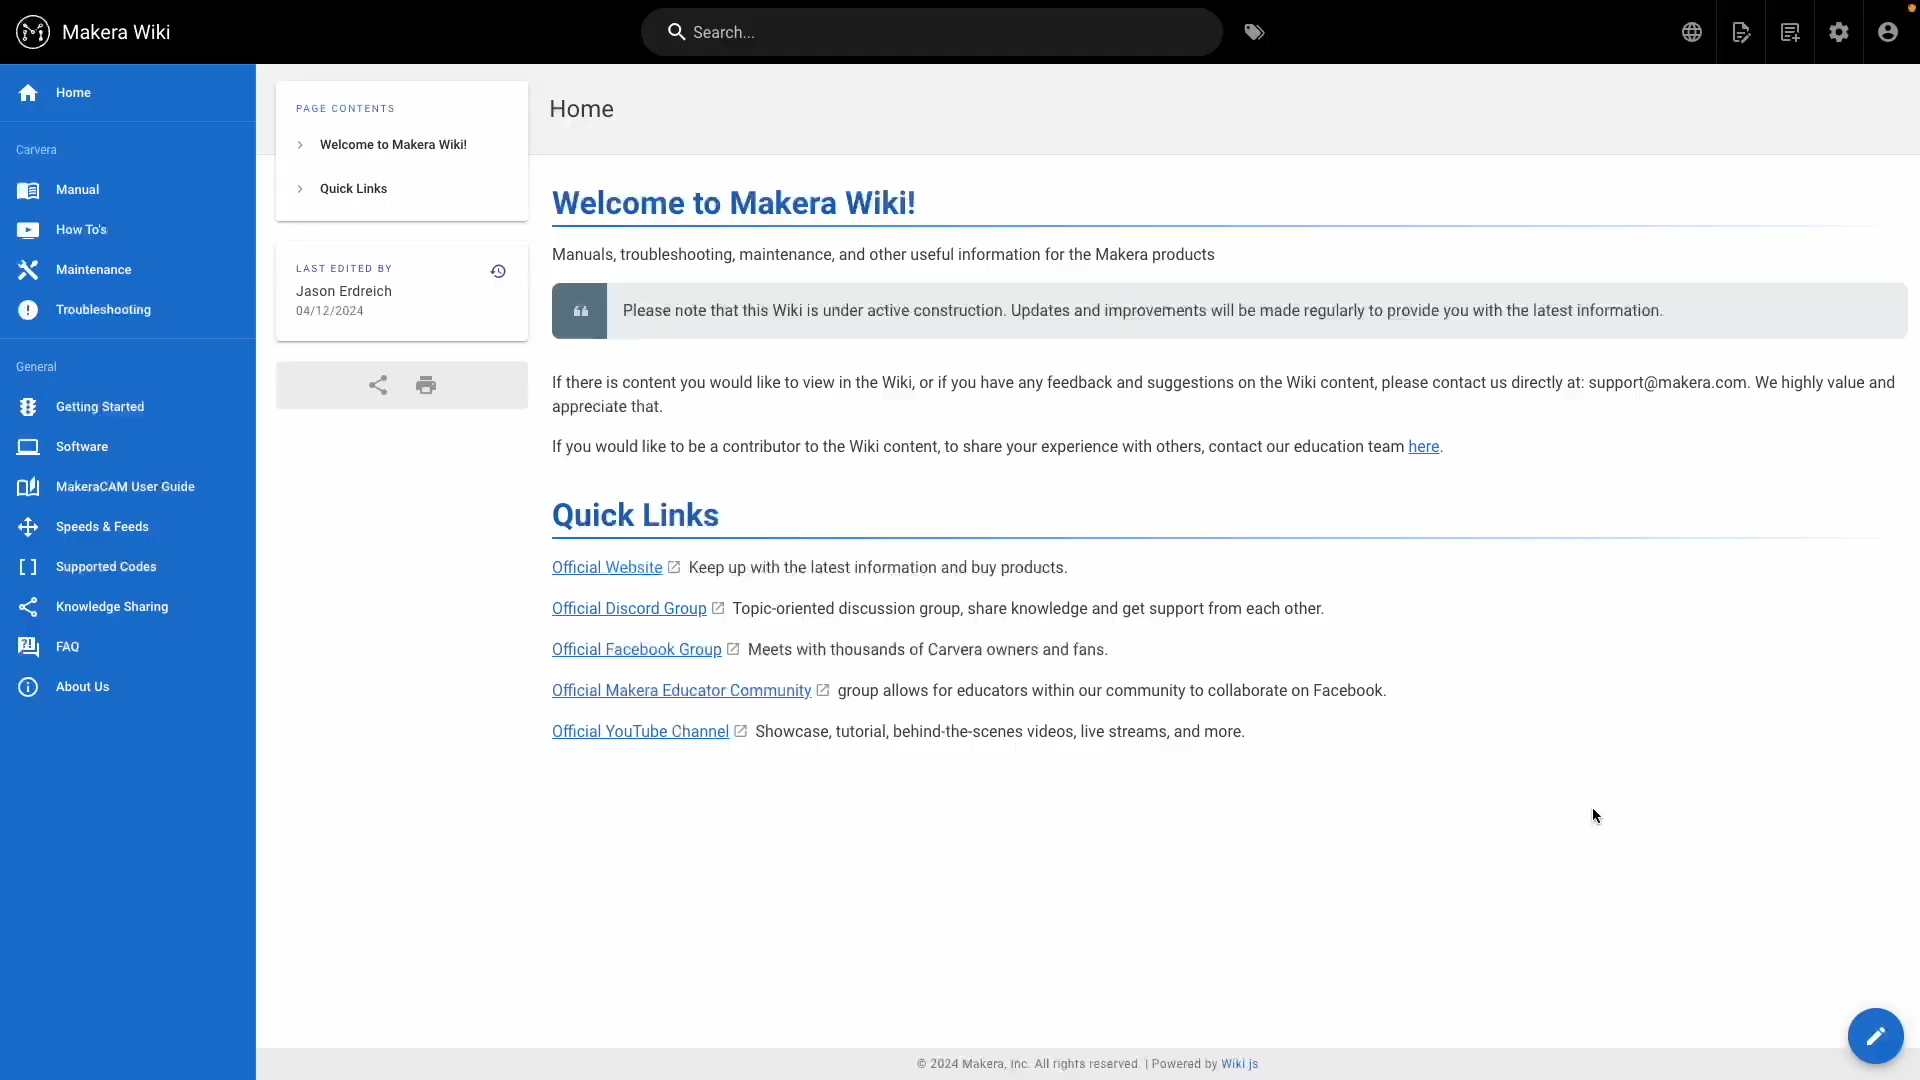 Makera Wiki
Search...
Home
Carvera
Manual
How To's
Maintenance
Troubleshooting
General
Getting Started
Software
MakeraCAM User Guide
Speeds & Feeds
Supported Codes
Knowledge Sharing
FAQ
About Us
PAGE CONTENTS
Welcome to Makera Wiki!
Quick Links
LAST EDITED BY
Jason Erdreich
04/12/2024
Home
Welcome to Makera Wiki!
Manuals, troubleshooting, maintenance, and other useful information for the Makera products
Please note that this Wiki is under active construction. Updates and improvements will be made regularly to provide you with the latest information.
If there is content you would like to view in the Wiki, or if you have any feedback and suggestions on the Wiki content, please contact us directly at: support@makera.com. We highly value and
appreciate that.
If you would like to be a contributor to the Wiki content, to share your experience with others, contact our education team here.
Quick Links
Official Website Keep up with the latest information and buy products.
Official Discord Group Topic-oriented discussion group, share knowledge and get support from each other.
Official Facebook Group Meets with thousands of Carvera owners and fans.
Official Makera Educator Community group allows for educators within our community to collaborate on Facebook.
Official YouTube Channel Showcase, tutorial, behind-the-scenes videos, live streams, and more.
© 2024 Makera, Inc. All rights reserved. | Powered by Wiki.js